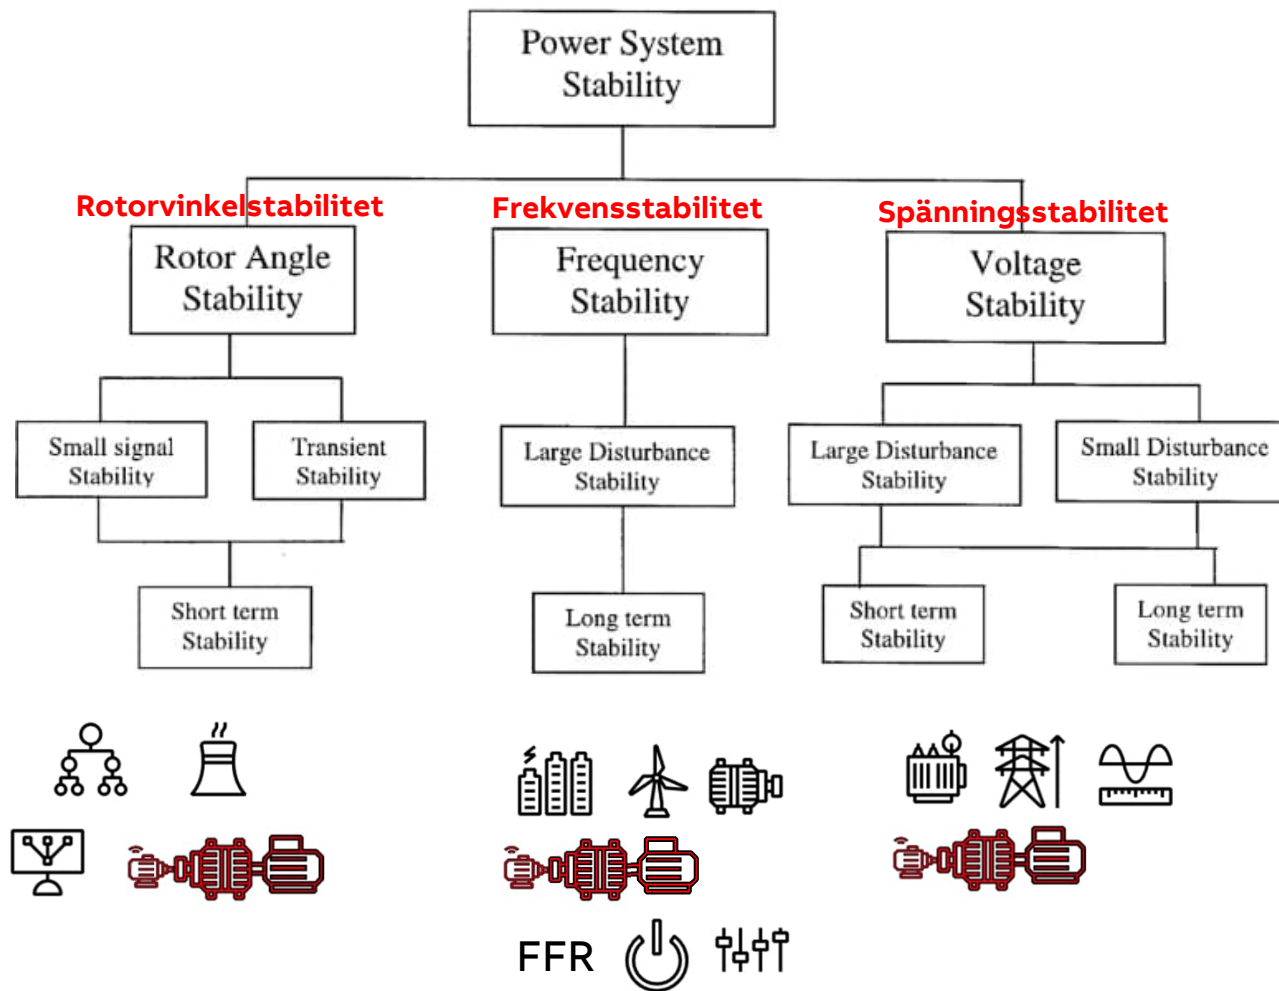 Power System
Stability
Rotorvinkelstabilitet
Frekvensstabilitet
Spänningsstabilitet
Rotor Angle
Stability
Frequency
Stability
Voltage
Stability
Small signal
Stability
Transient
Stability
Large Disturbance
Stability
Large Disturbance
Stability
Small Disturbance
Stability
Short term
Stability
Long term
Stability
Short term
Stability
Long term
Stability
FFR